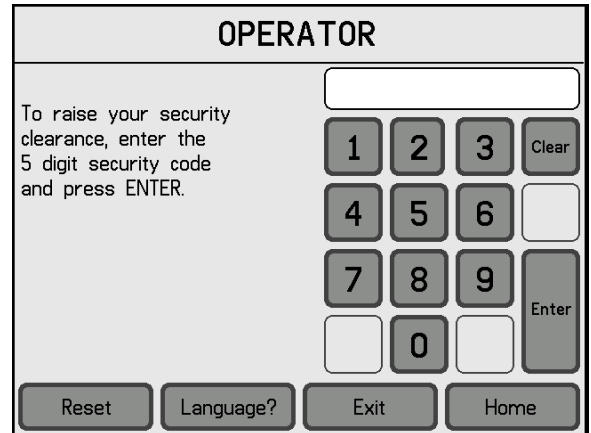 OPERATOR
To raise your security
clearance, enter the
5 digit security code
and press ENTER.
1 2 3 Clear
4 5 6
7 8 9
Enter
0
Reset Language? Exit Home